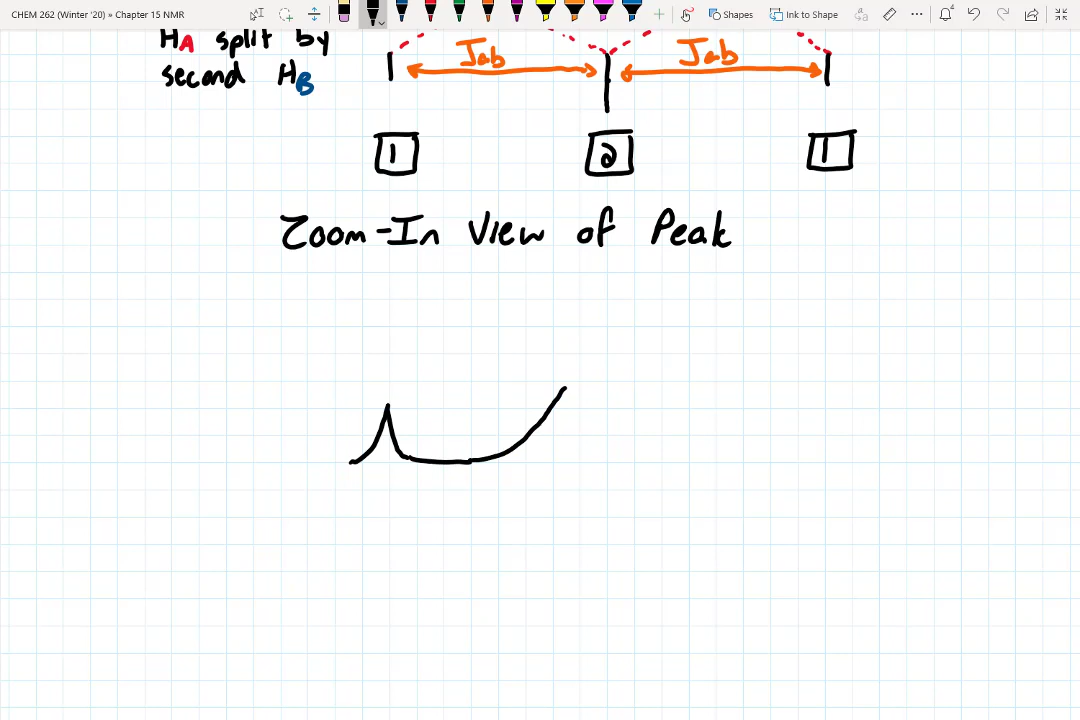 CHEM 262 (Winter '20) » Chapter 15 NMR
Shapes
Ink to Shape
4
HA split by
second HB
Jab
Jab
1
2
1
Zoom-In View of Peak